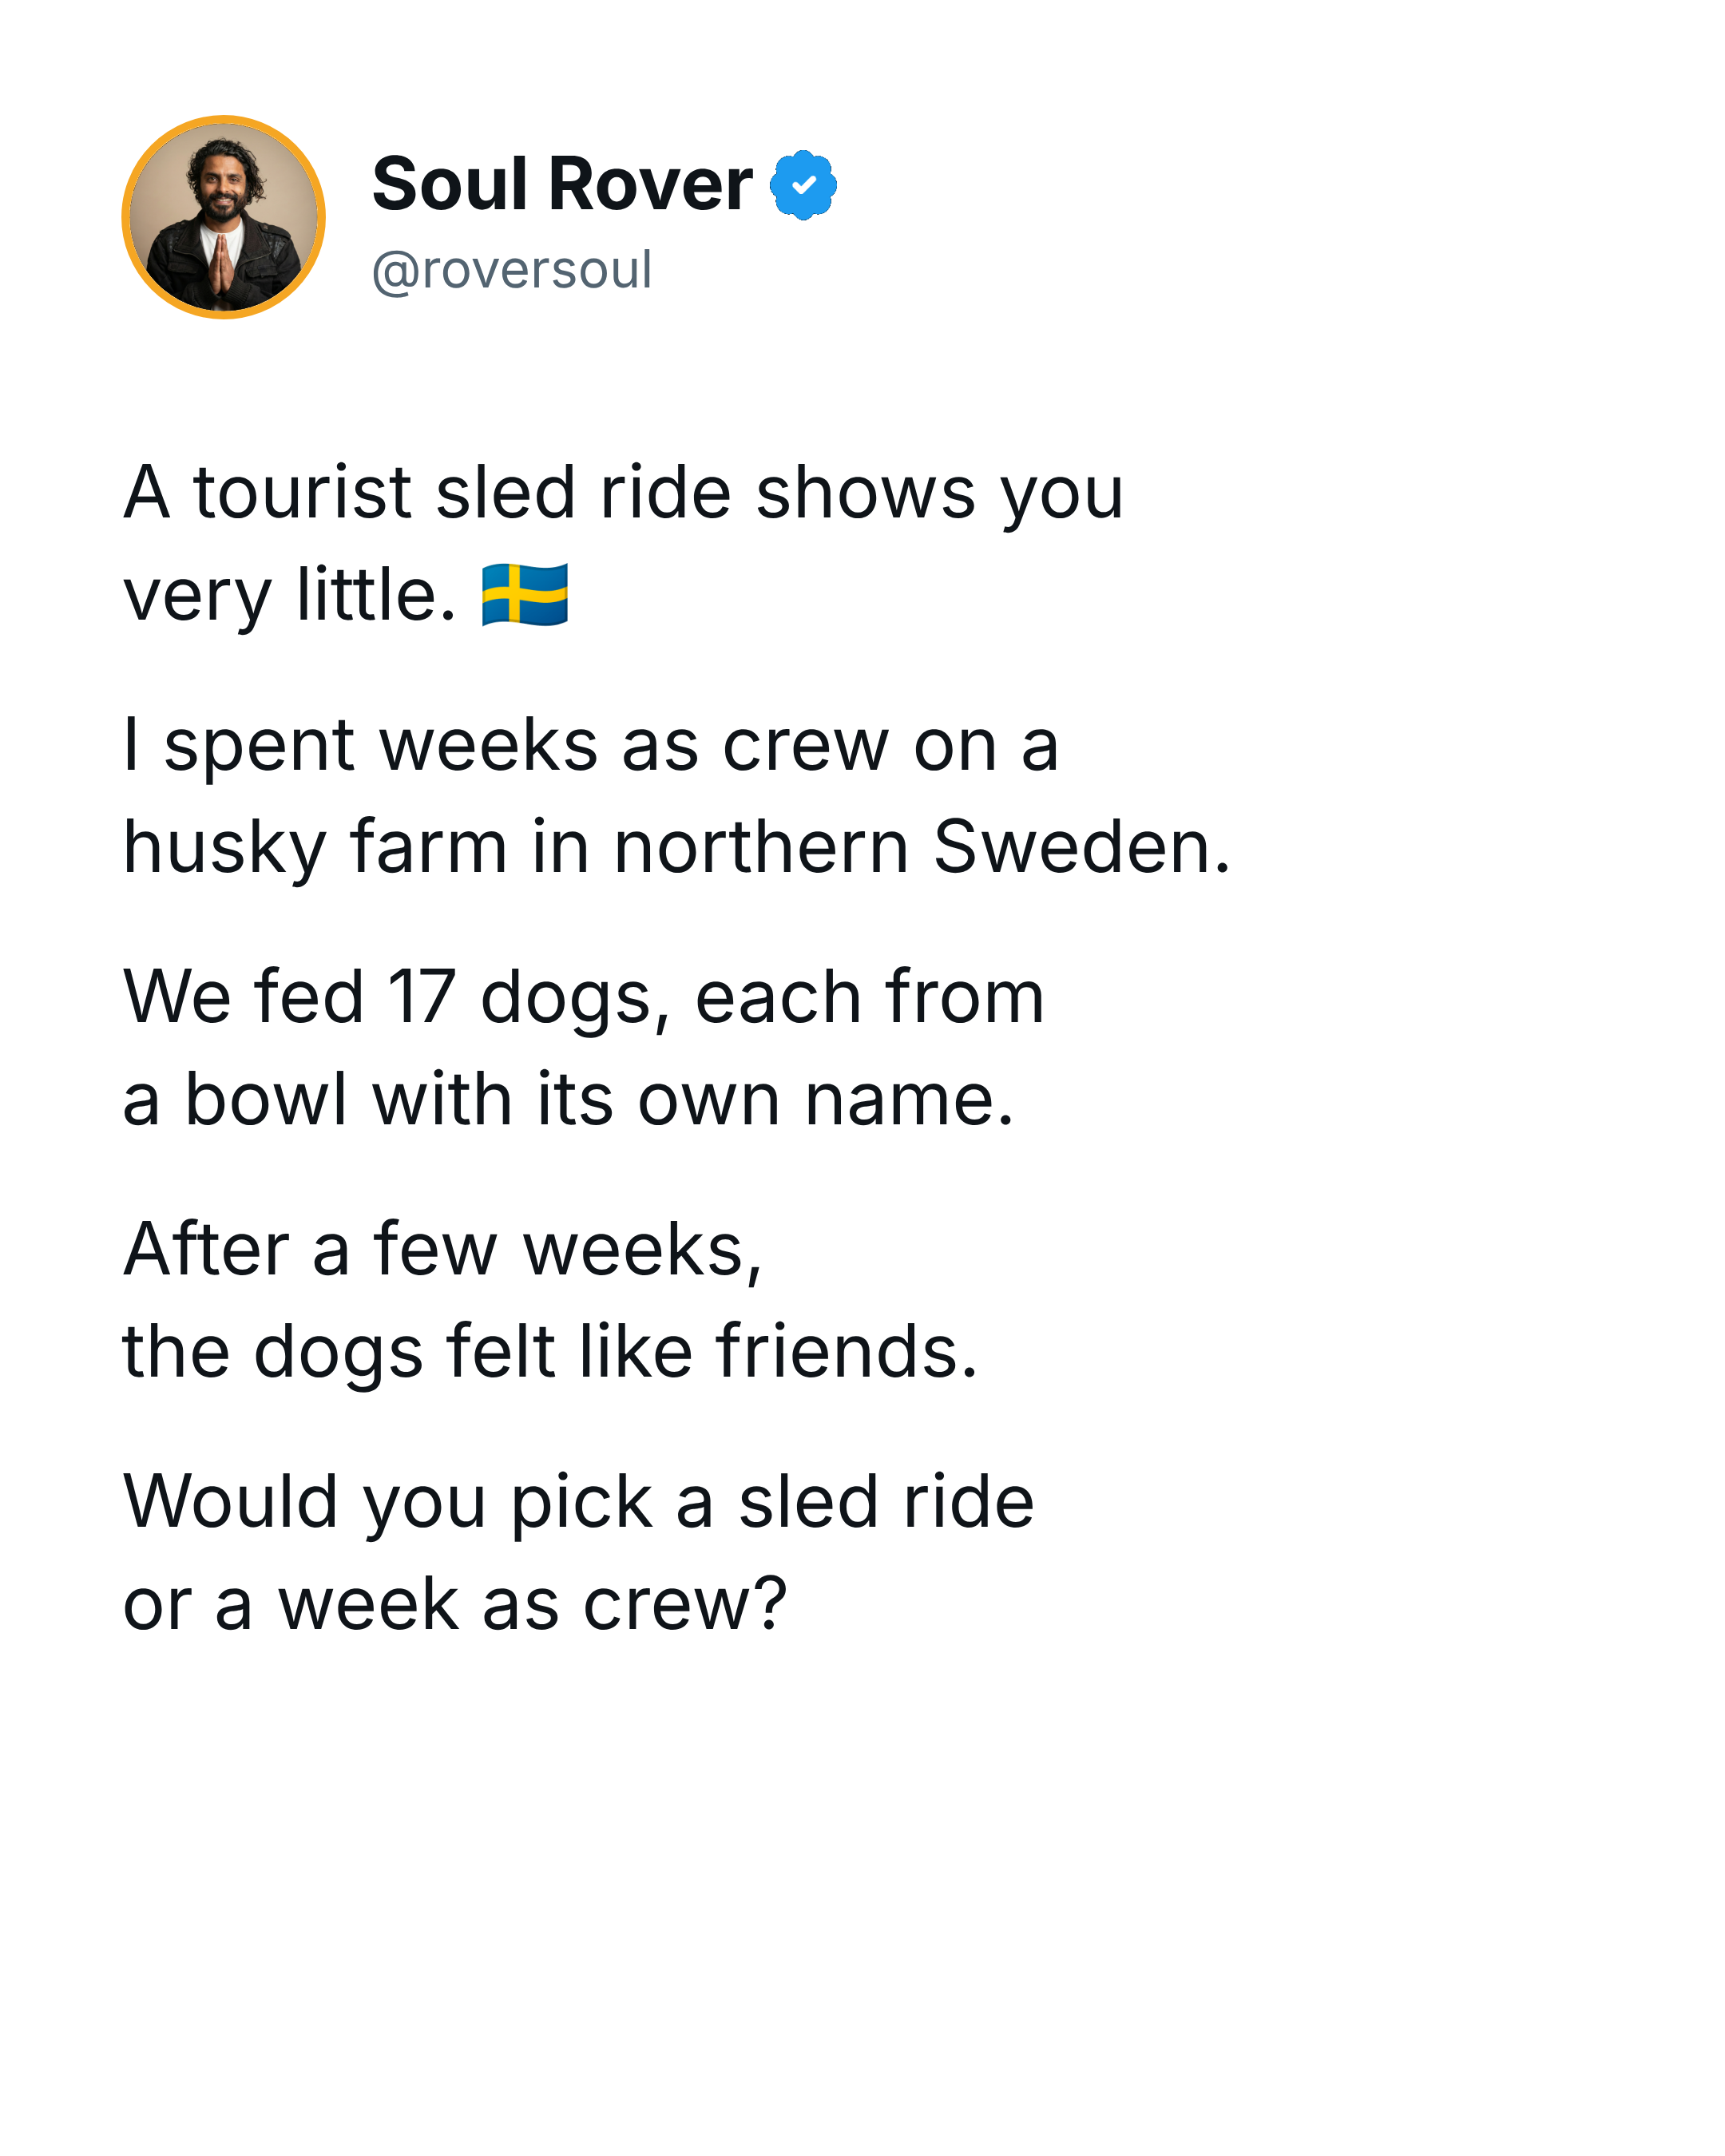 Soul Rover
@roversoul
A tourist sled ride shows you
very little. 🇸🇪
I spent weeks as crew on a
husky farm in northern Sweden.
We fed 17 dogs, each from
a bowl with its own name.
After a few weeks,
the dogs felt like friends.
Would you pick a sled ride
or a week as crew?